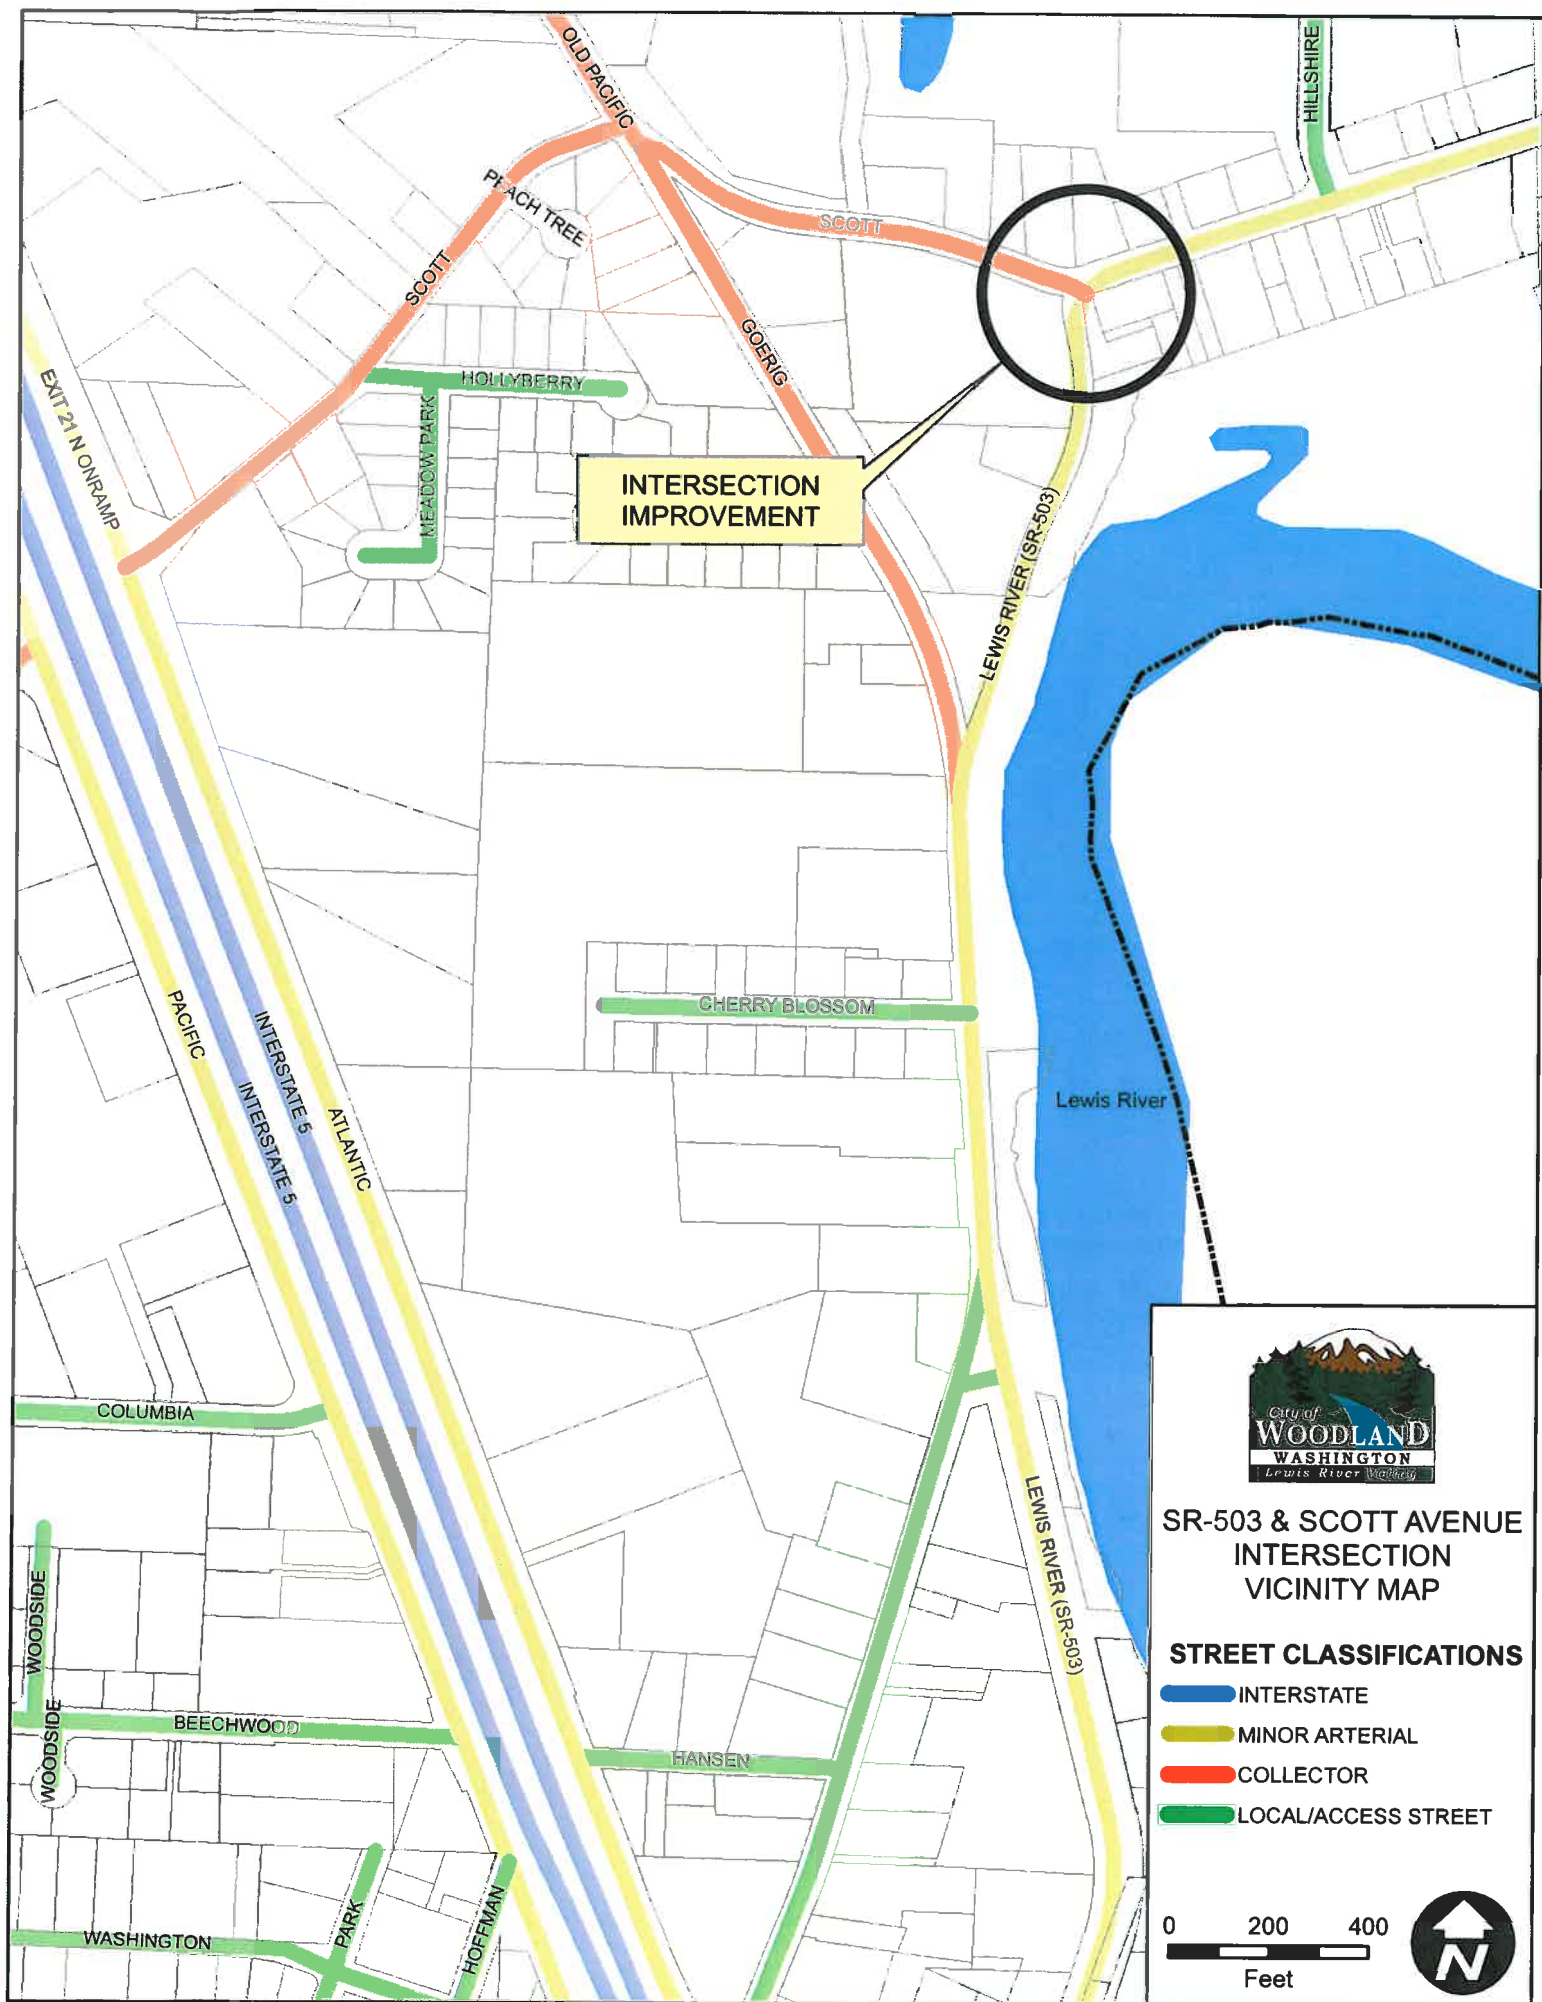 OLD PACIFIC
HILLSHIRE
PEACH TREE
SCOTT
SCOTT
GOERIG
EXIT 21 N ONRAMP
HOLLYBERRY
MEADOW PARK
INTERSECTION
IMPROVEMENT
LEWIS RIVER (SR-503)
CHERRY BLOSSOM
PACIFIC
INTERSTATE 5
INTERSTATE 5
ATLANTIC
Lewis River
COLUMBIA
WOODSIDE
WOODSIDE
BEECHWOOD
HANSEN
LEWIS RIVER (SR-503)
WASHINGTON
PARK
HOFFMAN
City of
WOODLAND
WASHINGTON
Lewis River
SR-503 & SCOTT AVENUE
INTERSECTION
VICINITY MAP
STREET CLASSIFICATIONS
INTERSTATE
MINOR ARTERIAL
COLLECTOR
LOCAL/ACCESS STREET
0 200 400
Feet
N